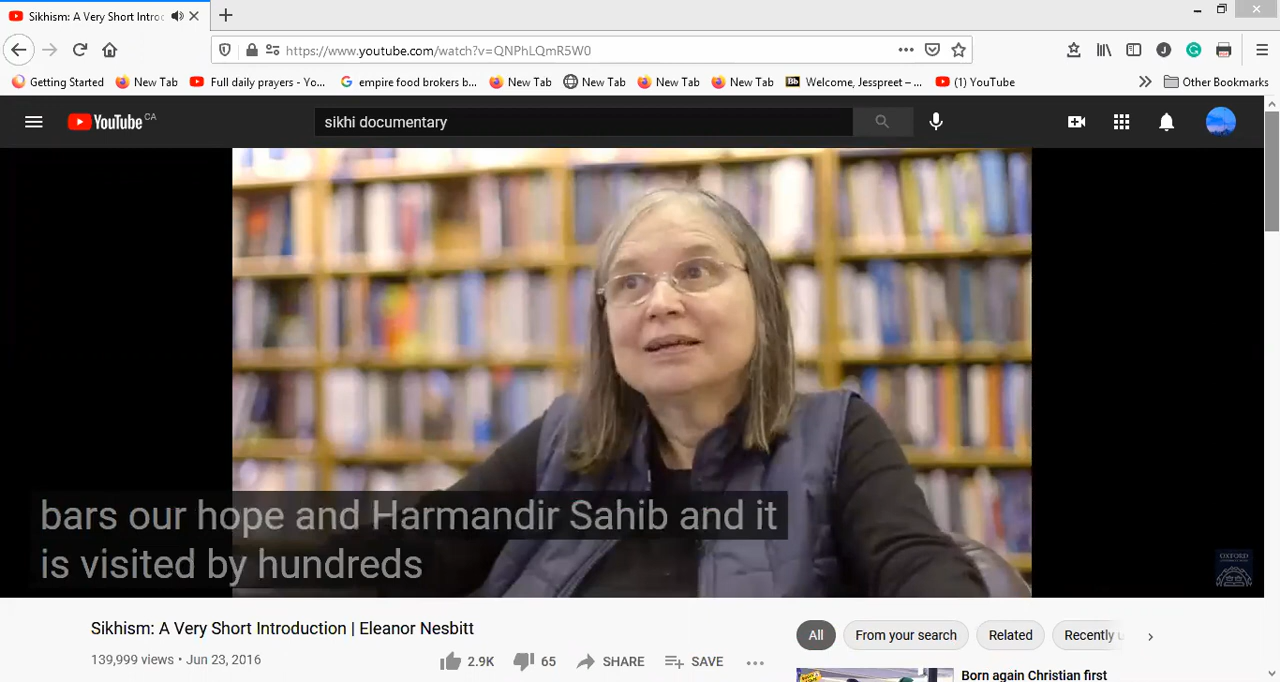 Sikhism: A Very Short Introd
https://www.youtube.com/watch?v=QNPhLQmR5W0
Getting Started
New Tab
Full daily prayers - Yo...
empire food brokers b...
New Tab
New Tab
New Tab
New Tab
Welcome, Jesspreet – ...
(1) YouTube
Other Bookmarks
YouTube CA
sikhi documentary
bars our hope and Harmandir Sahib and it
is visited by hundreds
OXFORD
Sikhism: A Very Short Introduction | Eleanor Nesbitt
139,999 views • Jun 23, 2016
2.9K
65
SHARE
SAVE
All
From your search
Related
Recently u
Born again Christian first